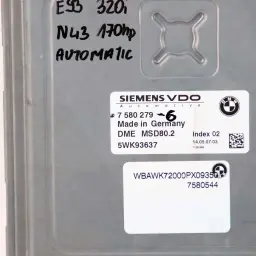 E93 320i
N43 170hp
AUTOMATIC
SIEMENS VDO
Automotive
7 580 279 -6
Made in Germany
DME MSD80.2
Index 02
5WK93637
WBAWK72000PX093
7580544